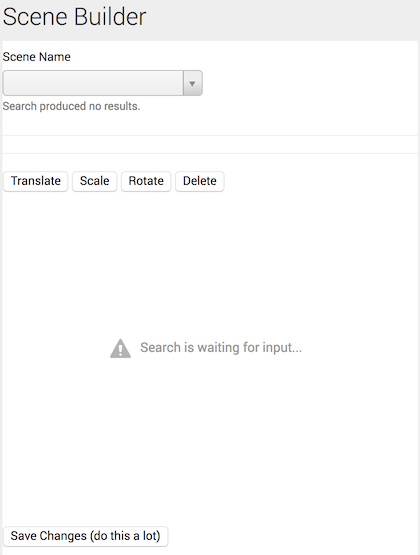 Scene Builder
Scene Name
Search produced no results.
Translate Scale Rotate Delete
Search is waiting for input...
Save Changes (do this a lot)